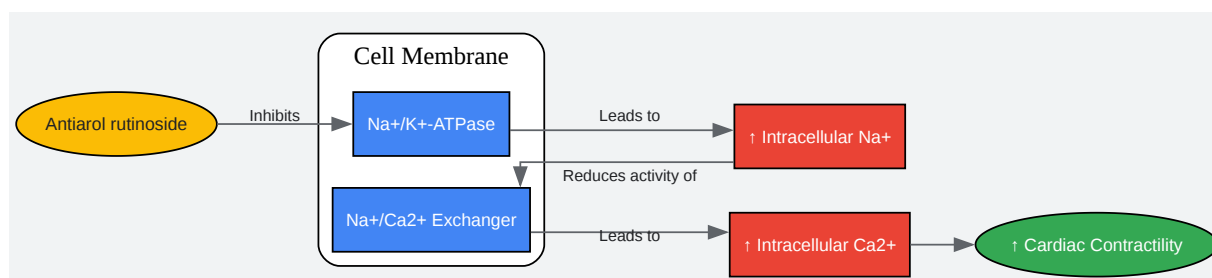 Cell Membrane
Antiarol rutinoside
Inhibits
Na+/K+-ATPase
Leads to
↑ Intracellular Na+
Reduces activity of
Na+/Ca2+ Exchanger
Leads to
↑ Intracellular Ca2+
↑ Cardiac Contractility